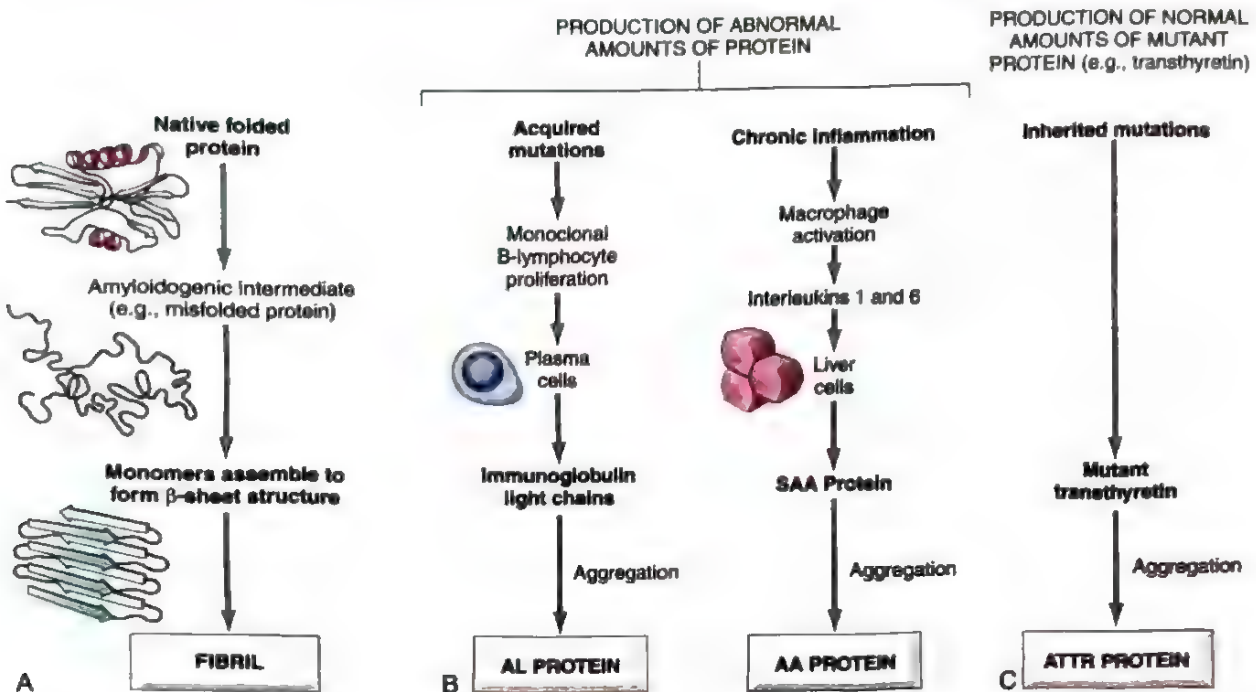 PRODUCTION OF ABNORMAL
AMOUNTS OF PROTEIN
PRODUCTION OF NORMAL
AMOUNTS OF MUTANT
PROTEIN (e.g., transthyretin)
Native folded
protein
Amyloidogenic intermediate
(e.g., misfolded protein)
Monomers assemble to
form β-sheet structure
FIBRIL
A
Acquired
mutations
Monoclonal
B-lymphocyte
proliferation
Plasma
cells
Immunoglobulin
light chains
Aggregation
AL PROTEIN
B
Chronic inflammation
Macrophage
activation
Interleukins 1 and 6
Liver
cells
SAA Protein
Aggregation
AA PROTEIN
Inherited mutations
Mutant
transthyretin
Aggregation
ATTR PROTEIN
C